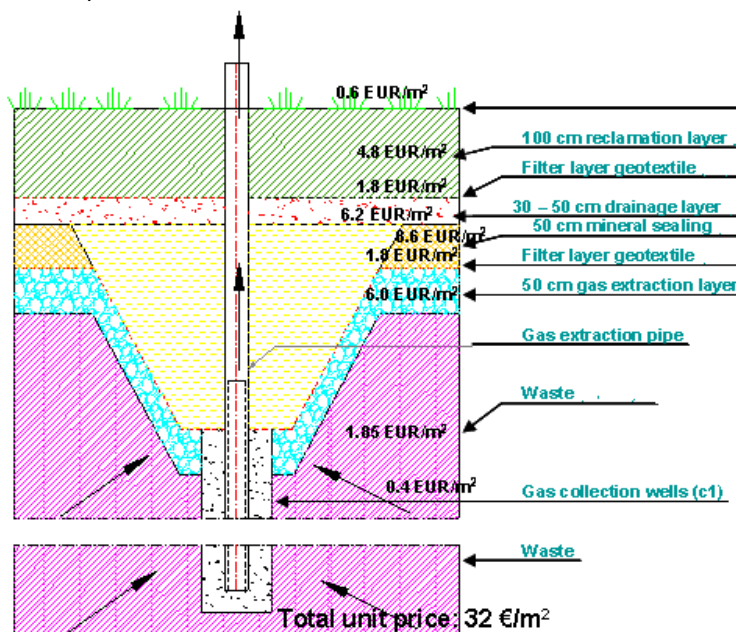 0.6 EUR/m²
100 cm reclamation layer
4.8 EUR/m²
Filter layer geotextile
1.8 EUR/m²
30 – 50 cm drainage layer
6.2 EUR/m²
50 cm mineral sealing
8.6 EUR/m²
1.8 EUR/m²
Filter layer geotextile
50 cm gas extraction layer
6.0 EUR/m²
Gas extraction pipe
Waste
1.85 EUR/m²
0.4 EUR/m²
Gas collection wells (c1)
Waste
Total unit price: 32 €/m²